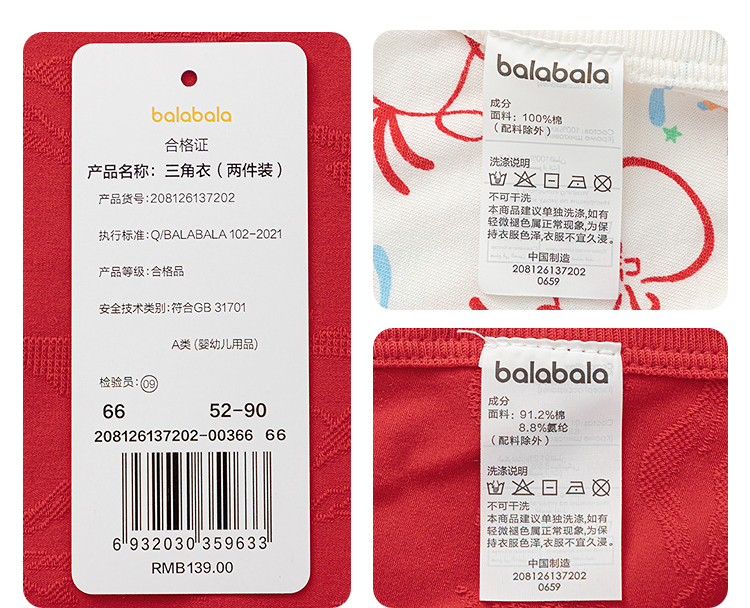 balabala
合格证
产品名称：三角衣（两件装）
产品货号:208126137202
执行标准:Q/BALABALA 102-2021
产品等级:合格品
安全技术类别:符合GB 31701
A类(婴幼儿用品)
检验员:09
66 52-90
208126137202-00366 66
6 932030 359633
RMB139.00
balabala
成分
面料：100%棉
（配料除外）
洗涤说明
不可干洗
本商品建议单独洗涤,如有
轻微褪色属正常现象,为保
持衣服色泽,衣服不宜久浸。
中国制造
208126137202
0659
balabala
成分
面料：91.2%棉
8.8%氨纶
（配料除外）
洗涤说明
不可干洗
本商品建议单独洗涤,如有
轻微褪色属正常现象,为保
持衣服色泽,衣服不宜久浸。
中国制造
208126137202
0659